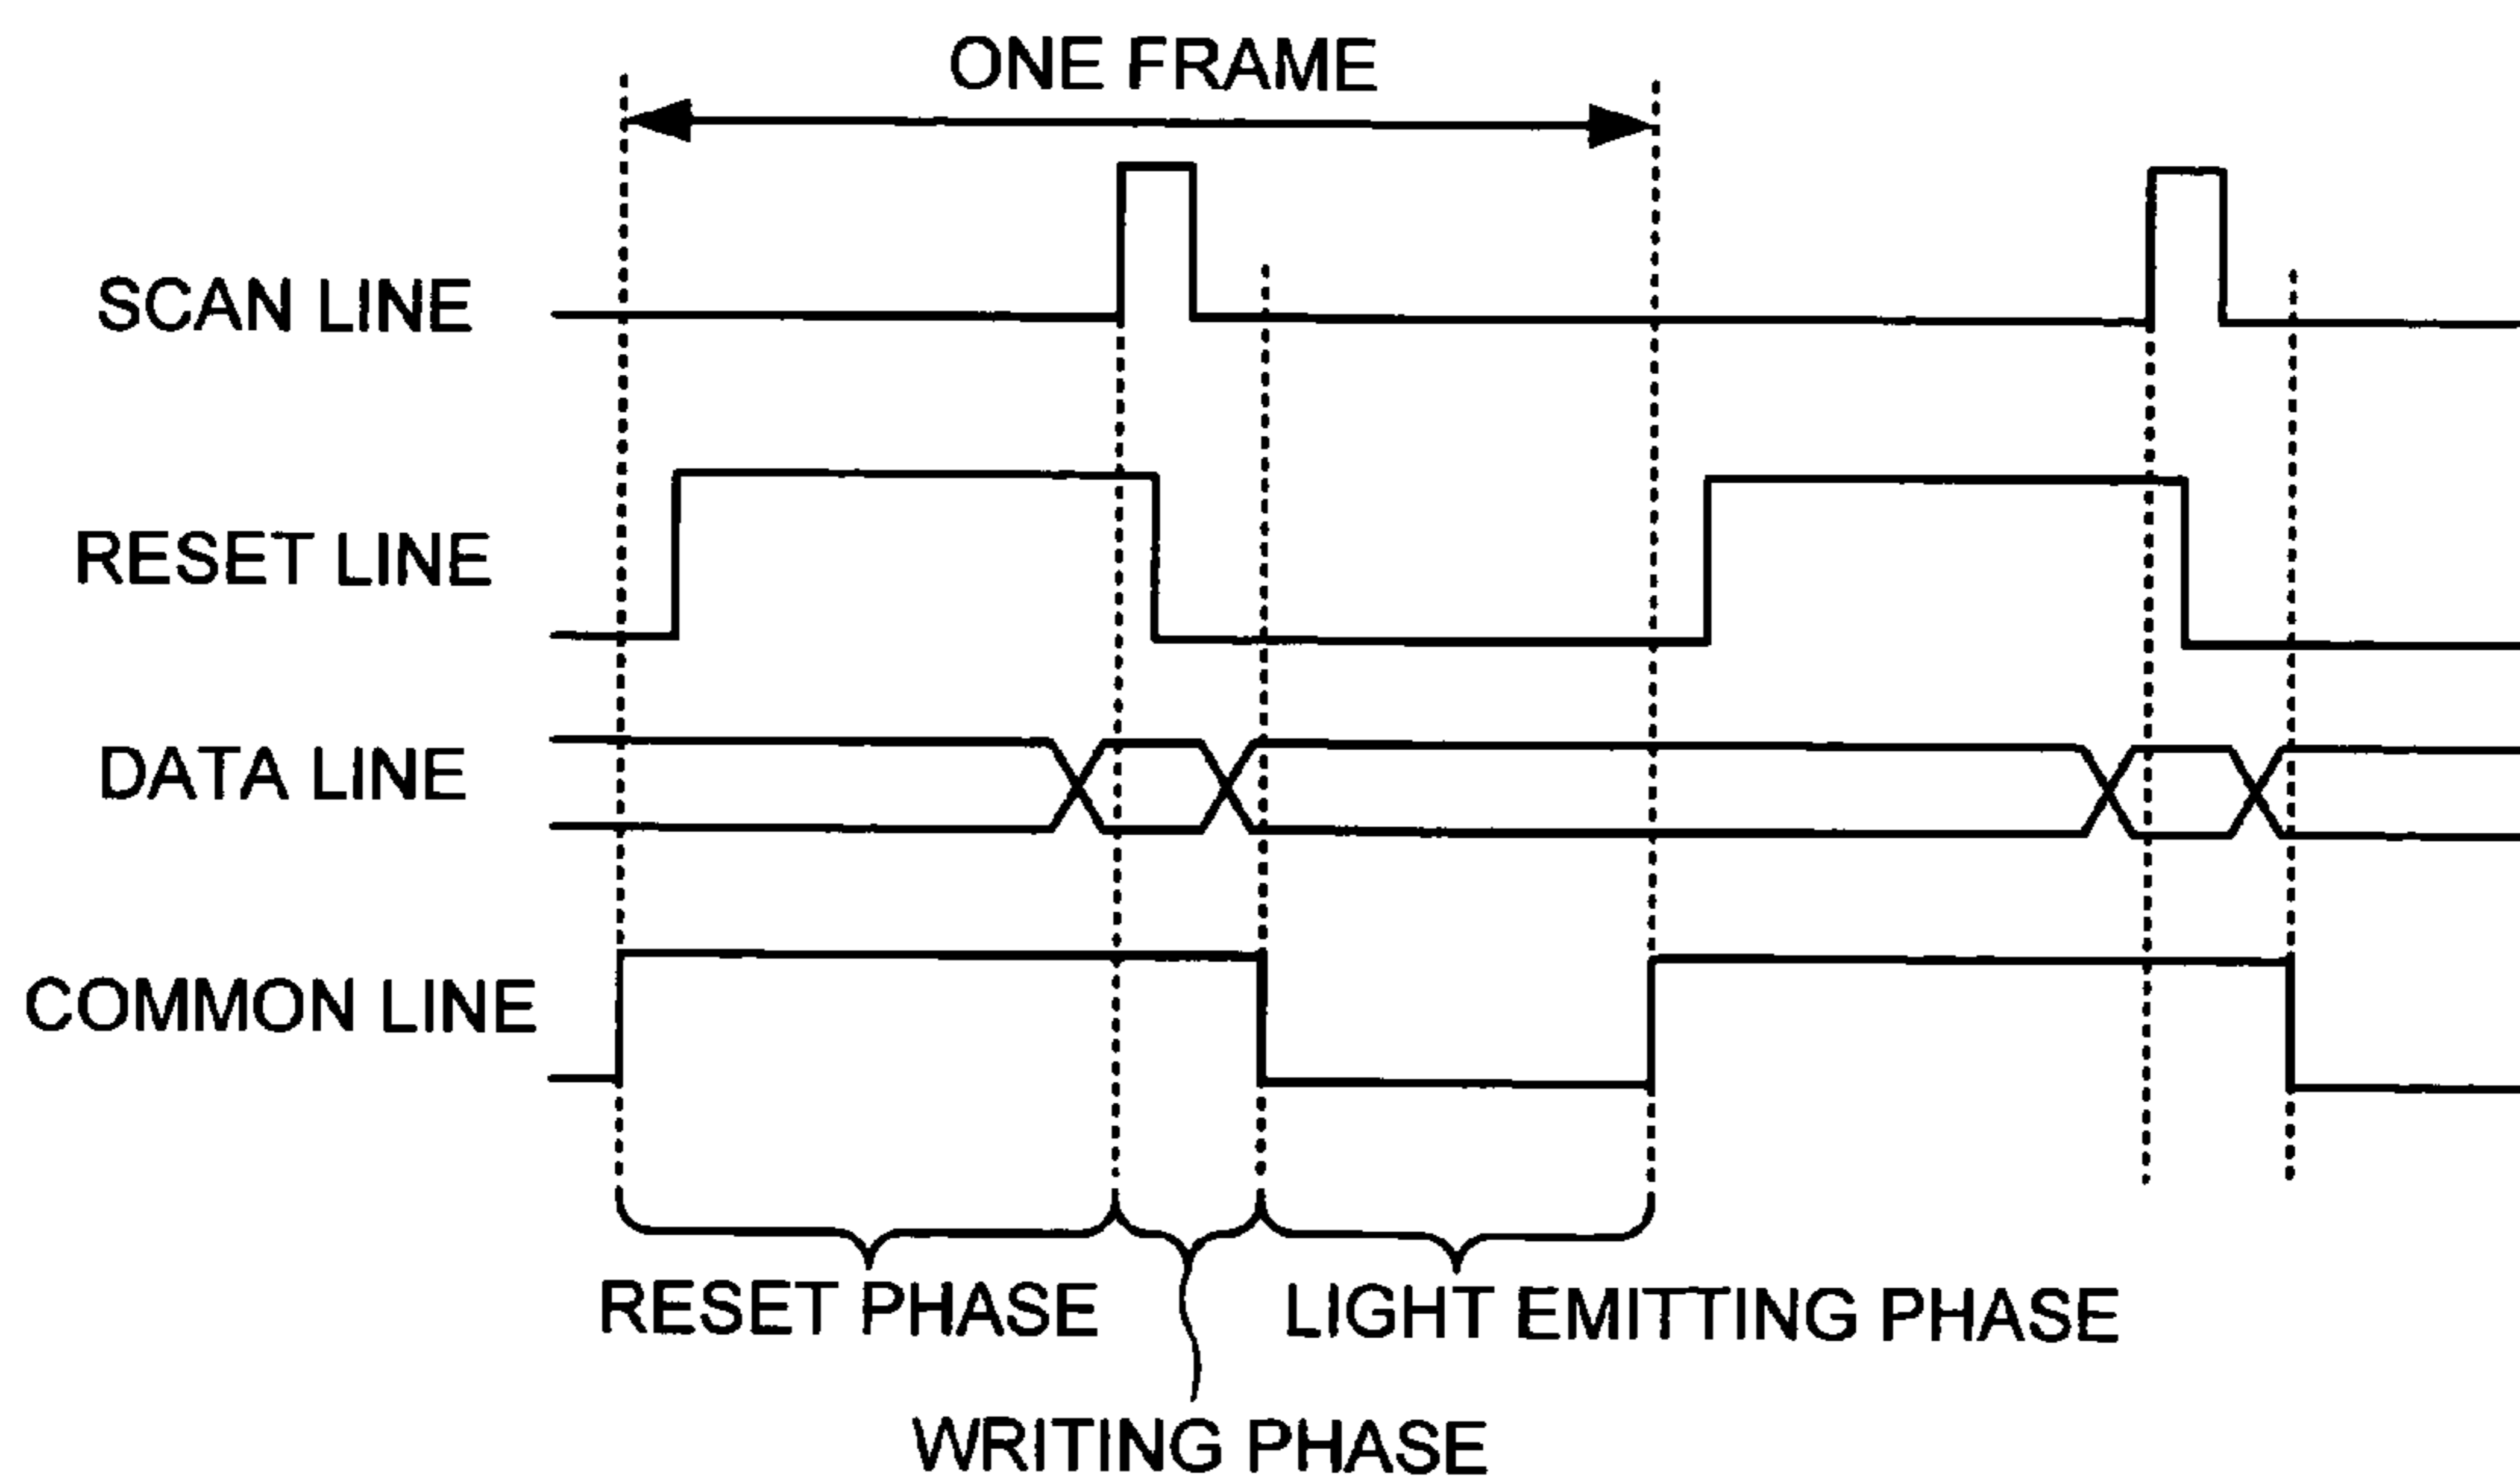 ONE FRAME
SCAN LINE
RESET LINE
DATA LINE
COMMON LINE
RESET PHASE
LIGHT EMITTING PHASE
WRITING PHASE